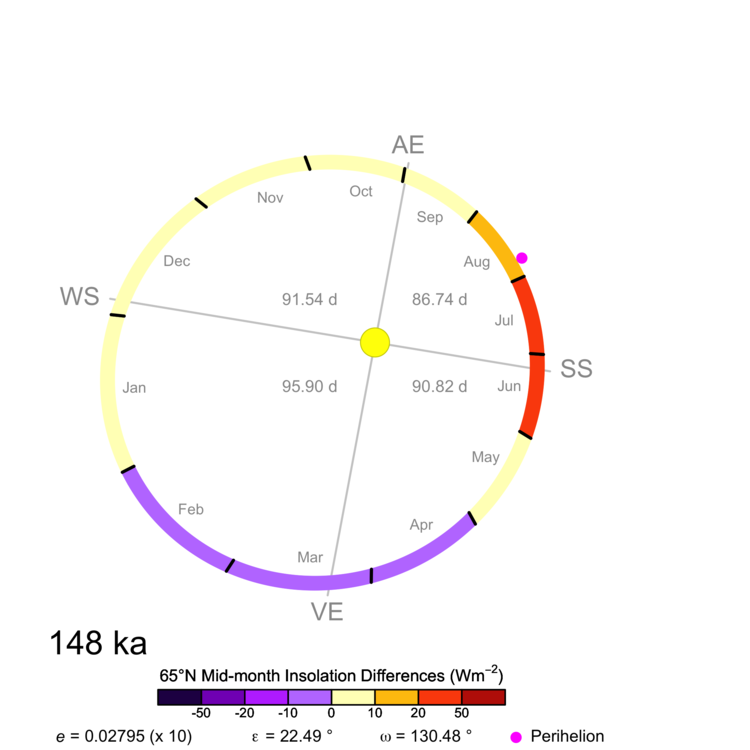 AE
Oct
Nov
Sep
Dec
Aug
WS
91.54 d
86.74 d
Jul
SS
95.90 d
90.82 d
Jun
Jan
May
Feb
Apr
Mar
VE
148 ka
65°N Mid-month Insolation Differences (Wm⁻²)
-50 -20 -10 0 10 20 50
e = 0.02795 (x 10) ε = 22.49 ° ω = 130.48 ° Perihelion